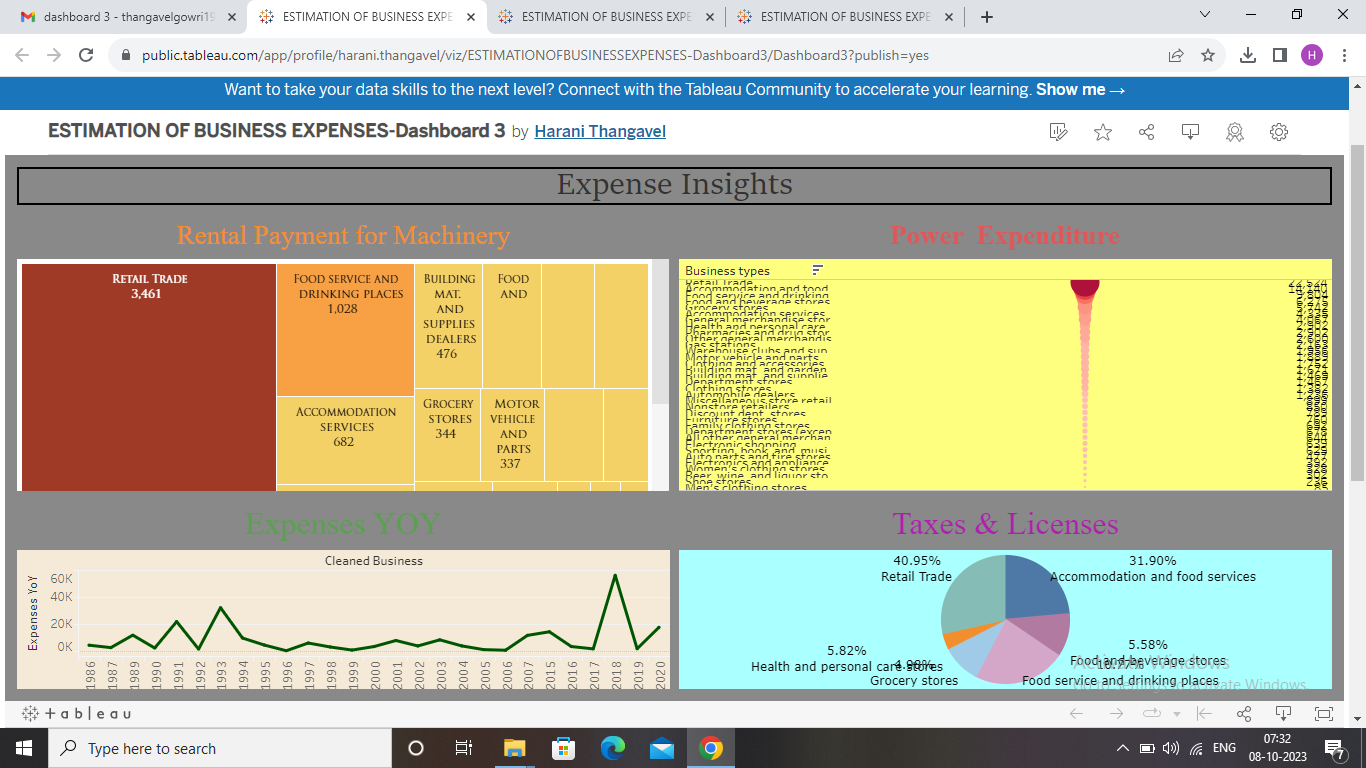 dashboard 3 - thangavelgowri19
ESTIMATION OF BUSINESS EXPE
ESTIMATION OF BUSINESS EXPE
ESTIMATION OF BUSINESS EXPE
public.tableau.com/app/profile/harani.thangavel/viz/ESTIMATIONOFBUSINESSEXPENSES-Dashboard3/Dashboard3?publish=yes
H
Want to take your data skills to the next level? Connect with the Tableau Community to accelerate your learning. Show me →
ESTIMATION OF BUSINESS EXPENSES-Dashboard 3 by Harani Thangavel
Expense Insights
Rental Payment for Machinery
RETAIL TRADE
3,461
FOOD SERVICE AND
DRINKING PLACES
1,028
ACCOMMODATION
SERVICES
682
BUILDING
MAT.
AND
SUPPLIES
DEALERS
476
FOOD
AND
GROCERY
STORES
344
MOTOR
VEHICLE
AND
PARTS
337
Power Expenditure
Business types
Retail Trade
Accommodation and food
Food service and drinking
Food and beverage stores
Grocery stores
Accommodation services
General merchandise stor
Health and personal care
Pharmacies and drug stor
Other general merchandis
Gas stations
Warehouse clubs and sup
Motor vehicle and parts
Clothing and accessories
Building mat. and garden
Building mat. and supplie
Department stores
Clothing stores
Automobile dealers
Miscellaneous store retail
Nonstore retailers
Discount dept. stores
Furniture stores
Family clothing stores
Department stores (excep
All other general merchan
Electronic shopping
Sporting, book, and musi
Auto parts and tire stores
Electronics and appliance
Women's clothing stores
Beer, wine, and liquor sto
Shoe stores
Men's clothing stores
Expenses YOY
Cleaned Business
Expenses YoY
60K
40K
20K
0K
1986
1987
1989
1990
1991
1992
1993
1994
1995
1996
1997
1998
1999
2000
2001
2002
2003
2004
2005
2006
2007
2015
2016
2017
2018
2019
2020
Taxes & Licenses
40.95%
Retail Trade
31.90%
Accommodation and food services
5.58%
Food and beverage stores
5.82%
Health and personal care stores
4.98%
Grocery stores
Food service and drinking places
Activate Windows
Go to Settings to activate Windows.
+ableau
Type here to search
ENG
07:32
08-10-2023
7